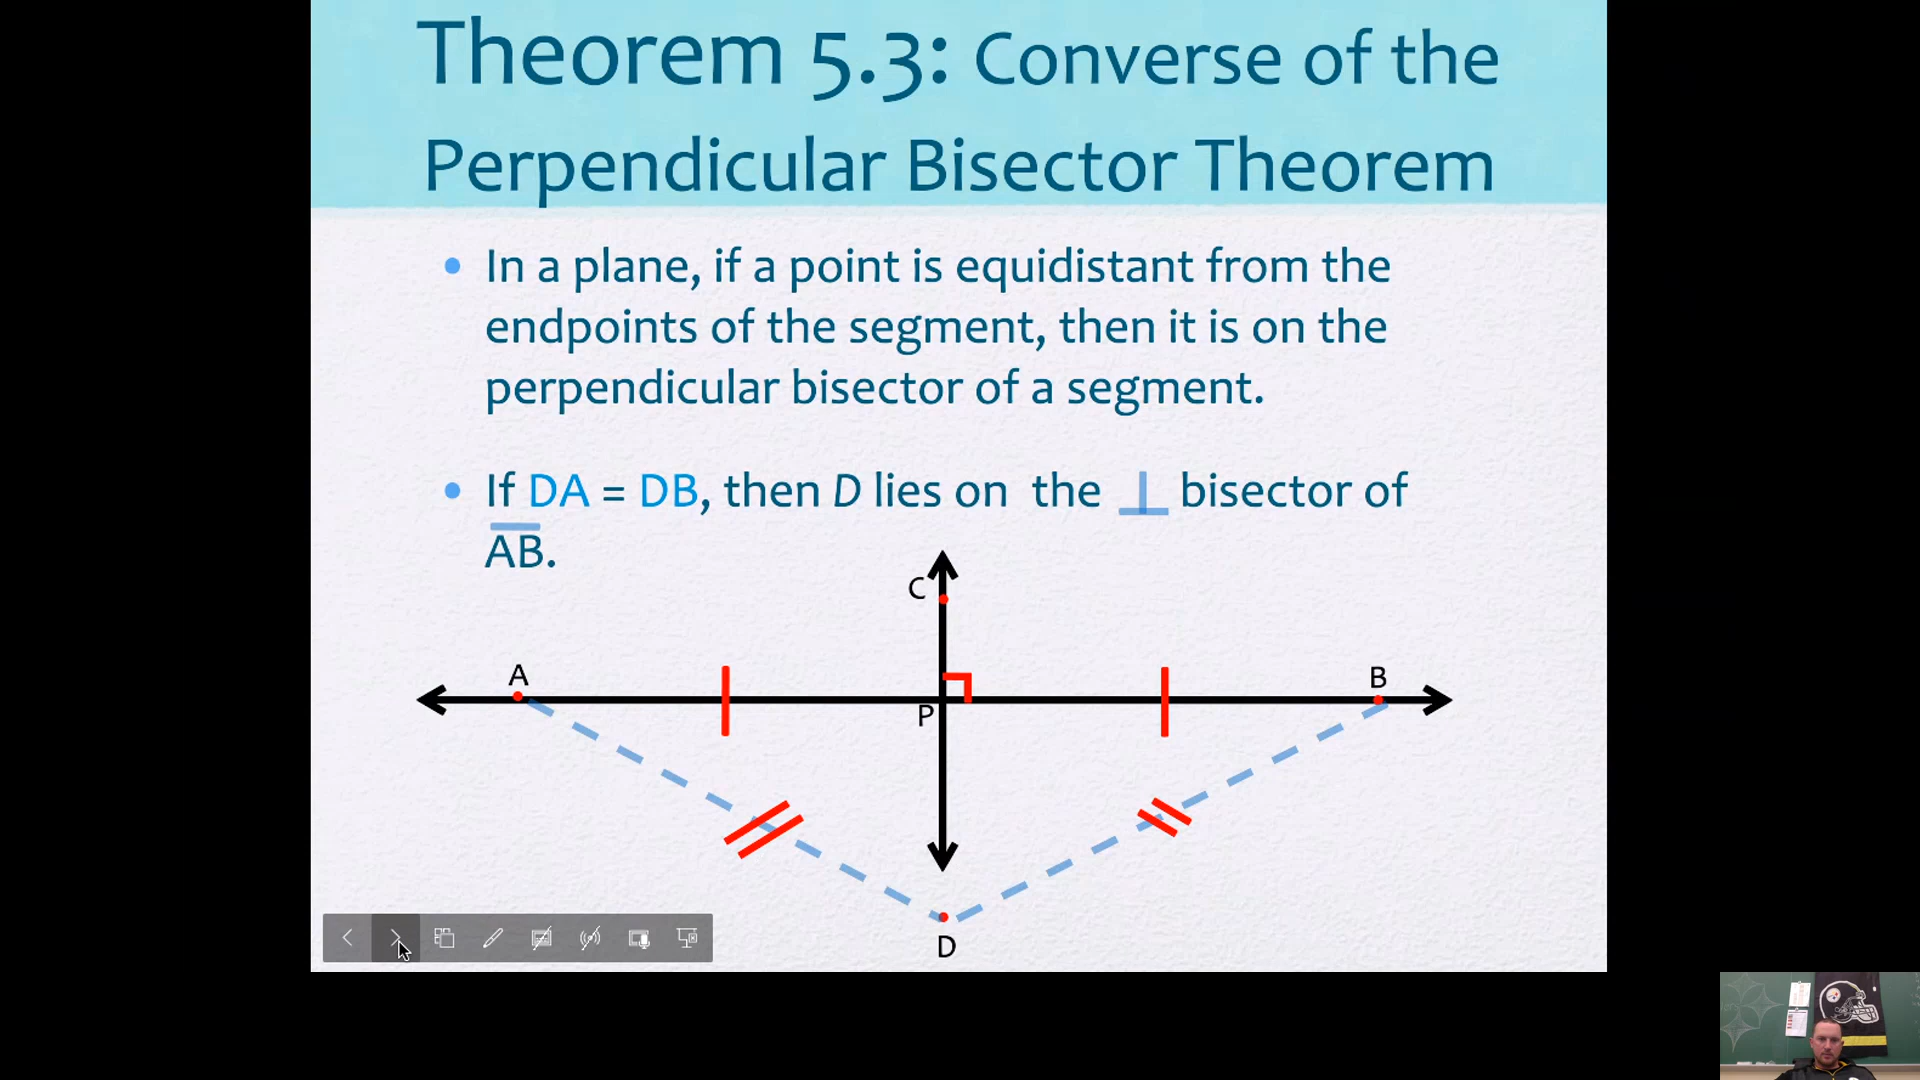 Theorem 5.3: Converse of the
Perpendicular Bisector Theorem
• In a plane, if a point is equidistant from the
endpoints of the segment, then it is on the
perpendicular bisector of a segment.
• If DA = DB, then D lies on the ⊥ bisector of
A̅B̅.
C
A
B
P
D